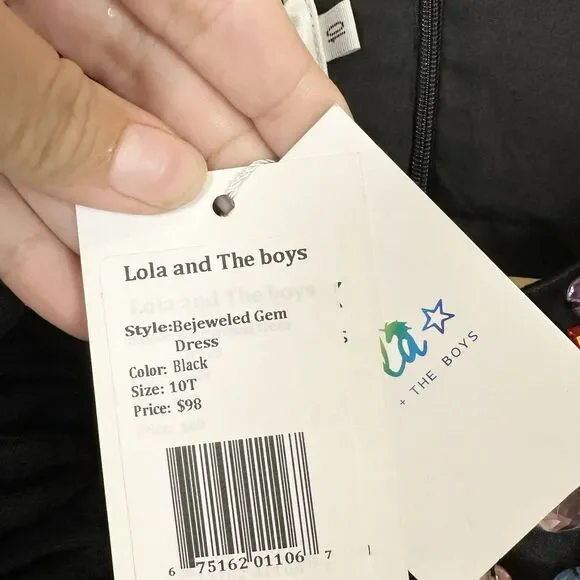 10
Lola and The boys
Style:Bejeweled Gem
Dress
Color: Black
Size: 10T
Price: $98
6 75162 01106 7
+ THE BOYS